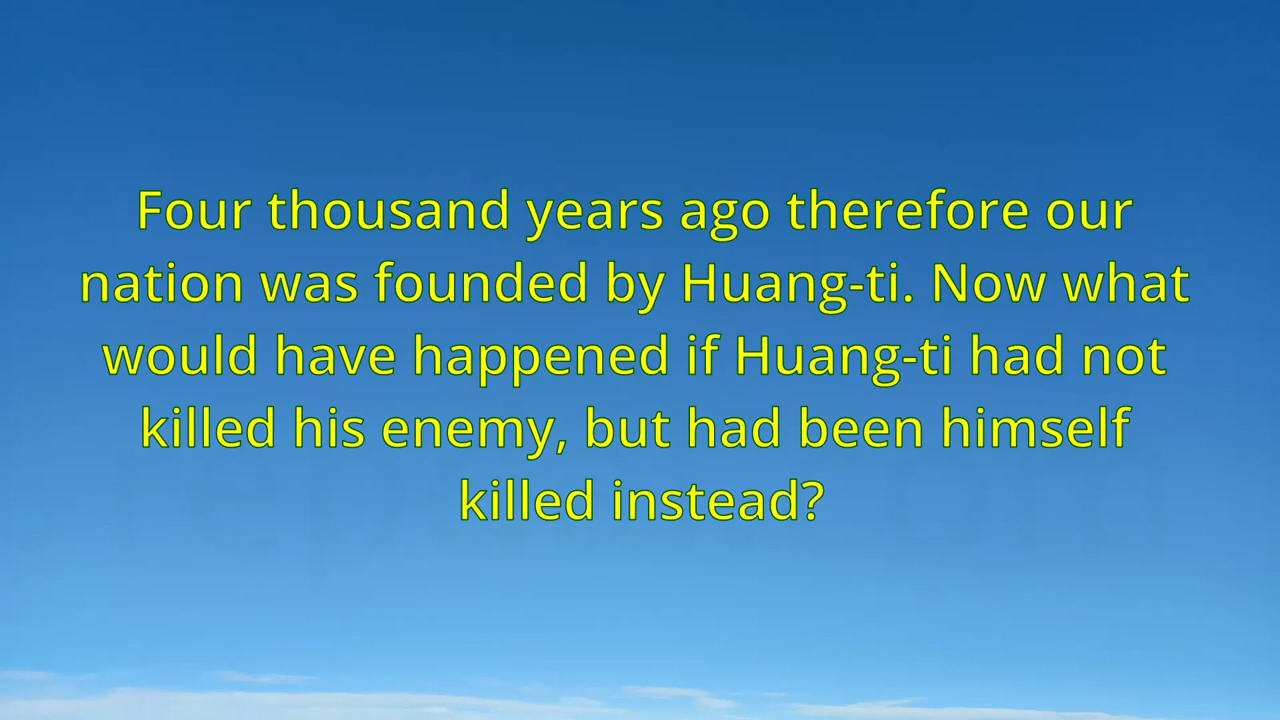 Four thousand years ago therefore our
nation was founded by Huang-ti. Now what
would have happened if Huang-ti had not
killed his enemy, but had been himself
killed instead?